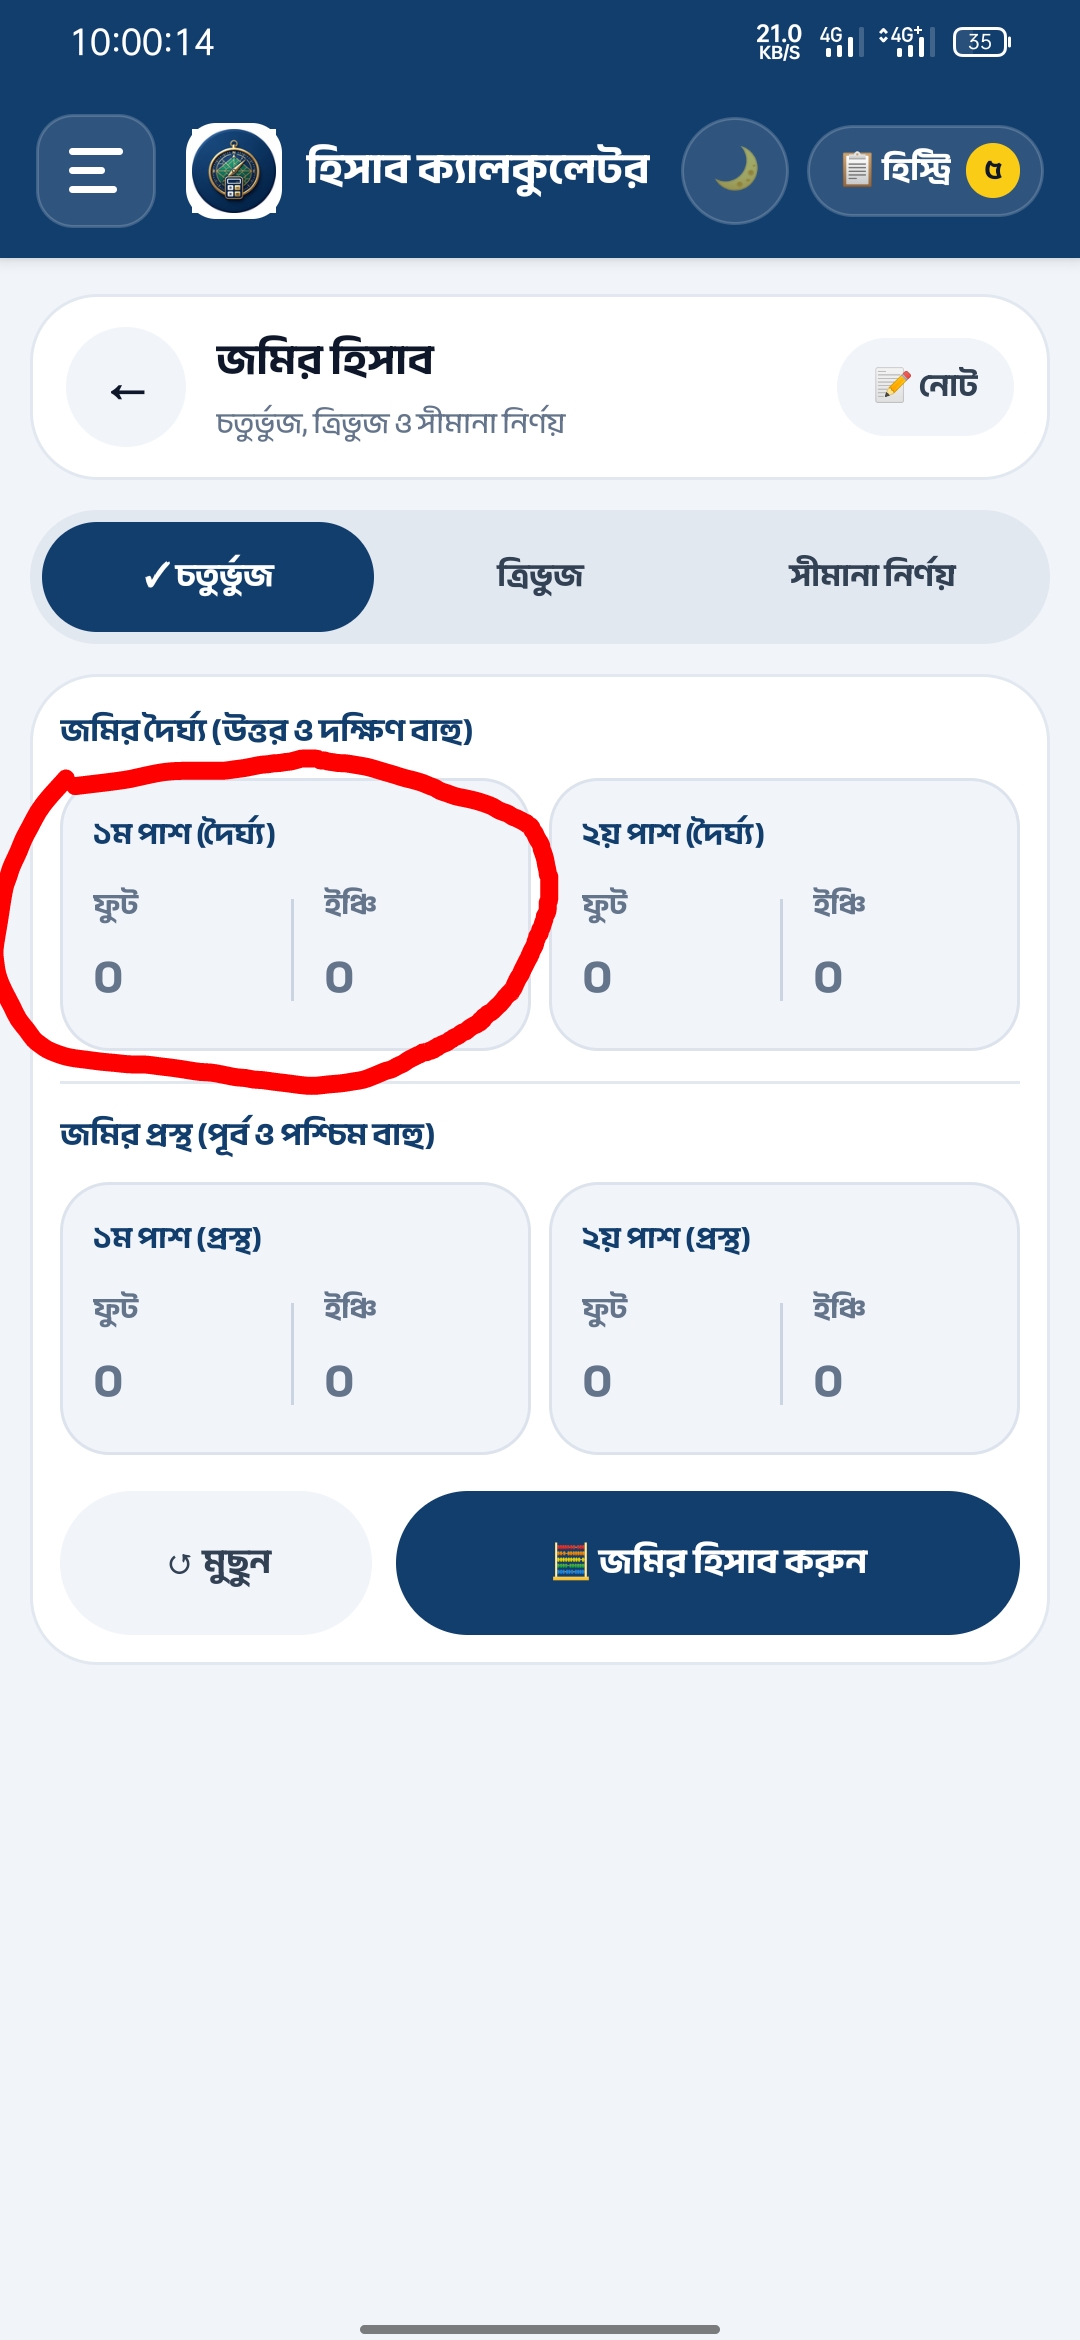 10:00:14 21.0 KB/S 4G 4G+ 35
হিসাব ক্যালকুলেটর 📋 হিস্ট্রি ৫
জমির হিসাব
চতুর্ভুজ, ত্রিভুজ ও সীমানা নির্ণয়
📝 নোট
✓চতুর্ভুজ ত্রিভুজ সীমানা নির্ণয়
জমির দৈর্ঘ্য (উত্তর ও দক্ষিণ বাহু)
১ম পাশ (দৈর্ঘ্য) ২য় পাশ (দৈর্ঘ্য)
ফুট ইঞ্চি ফুট ইঞ্চি
0 0 0 0
জমির প্রস্থ (পূর্ব ও পশ্চিম বাহু)
১ম পাশ (প্রস্থ) ২য় পাশ (প্রস্থ)
ফুট ইঞ্চি ফুট ইঞ্চি
0 0 0 0
↺ মুছুন 🧮 জমির হিসাব করুন